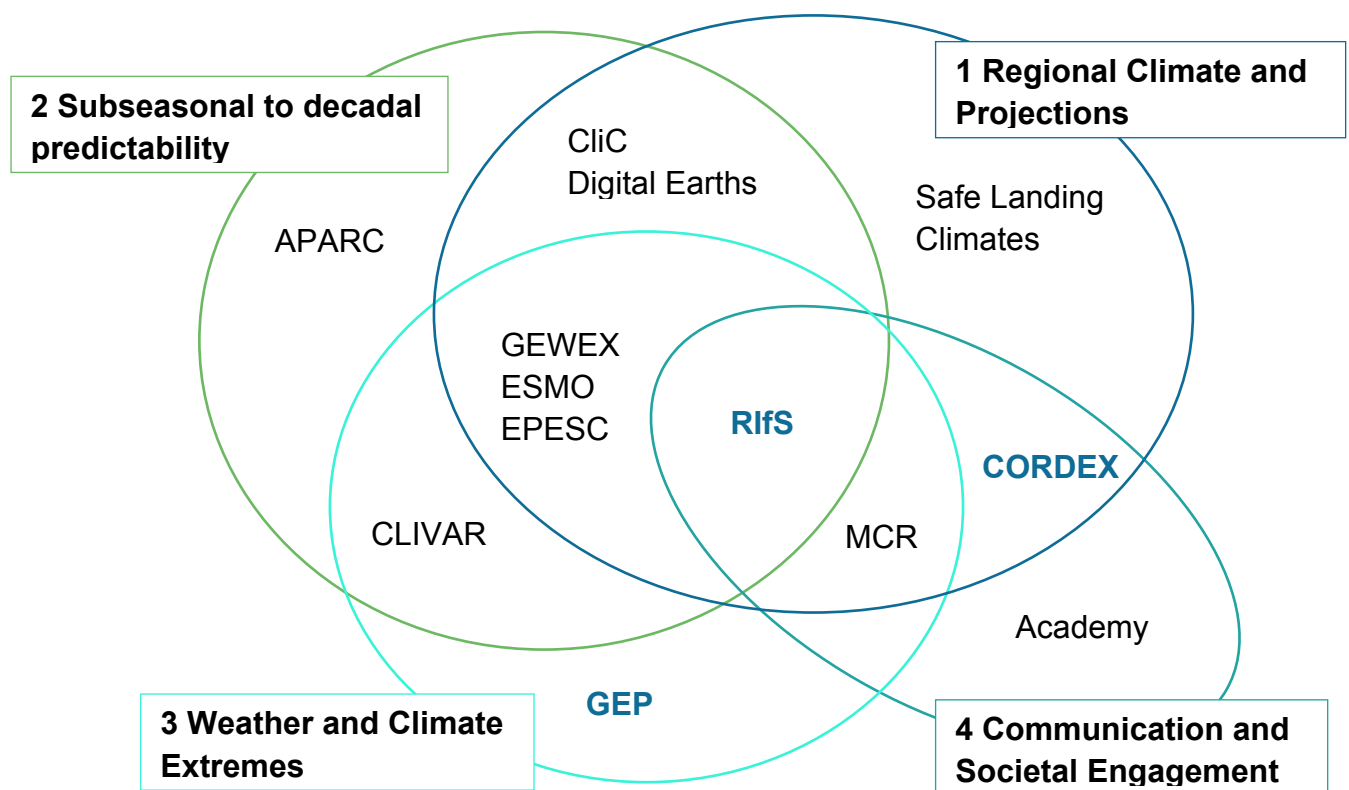 2 Subseasonal to decadal
predictability
1 Regional Climate and
Projections
CliC
Digital Earths
Safe Landing
Climates
APARC
GEWEX
ESMO
EPESC
RIfS
CORDEX
CLIVAR
MCR
Academy
GEP
3 Weather and Climate
Extremes
4 Communication and
Societal Engagement